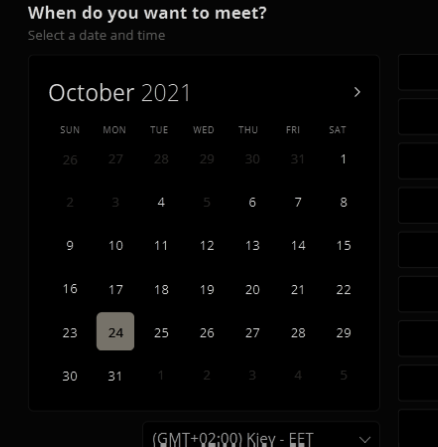 When do you want to meet?
Select a date and time
October 2021
SUN MON TUE WED THU FRI SAT
26 27 28 29 30 31 1
2 3 4 5 6 7 8
9 10 11 12 13 14 15
16 17 18 19 20 21 22
23 24 25 26 27 28 29
30 31 1 2 3 4 5
(GMT+02:00) Kiev - EET